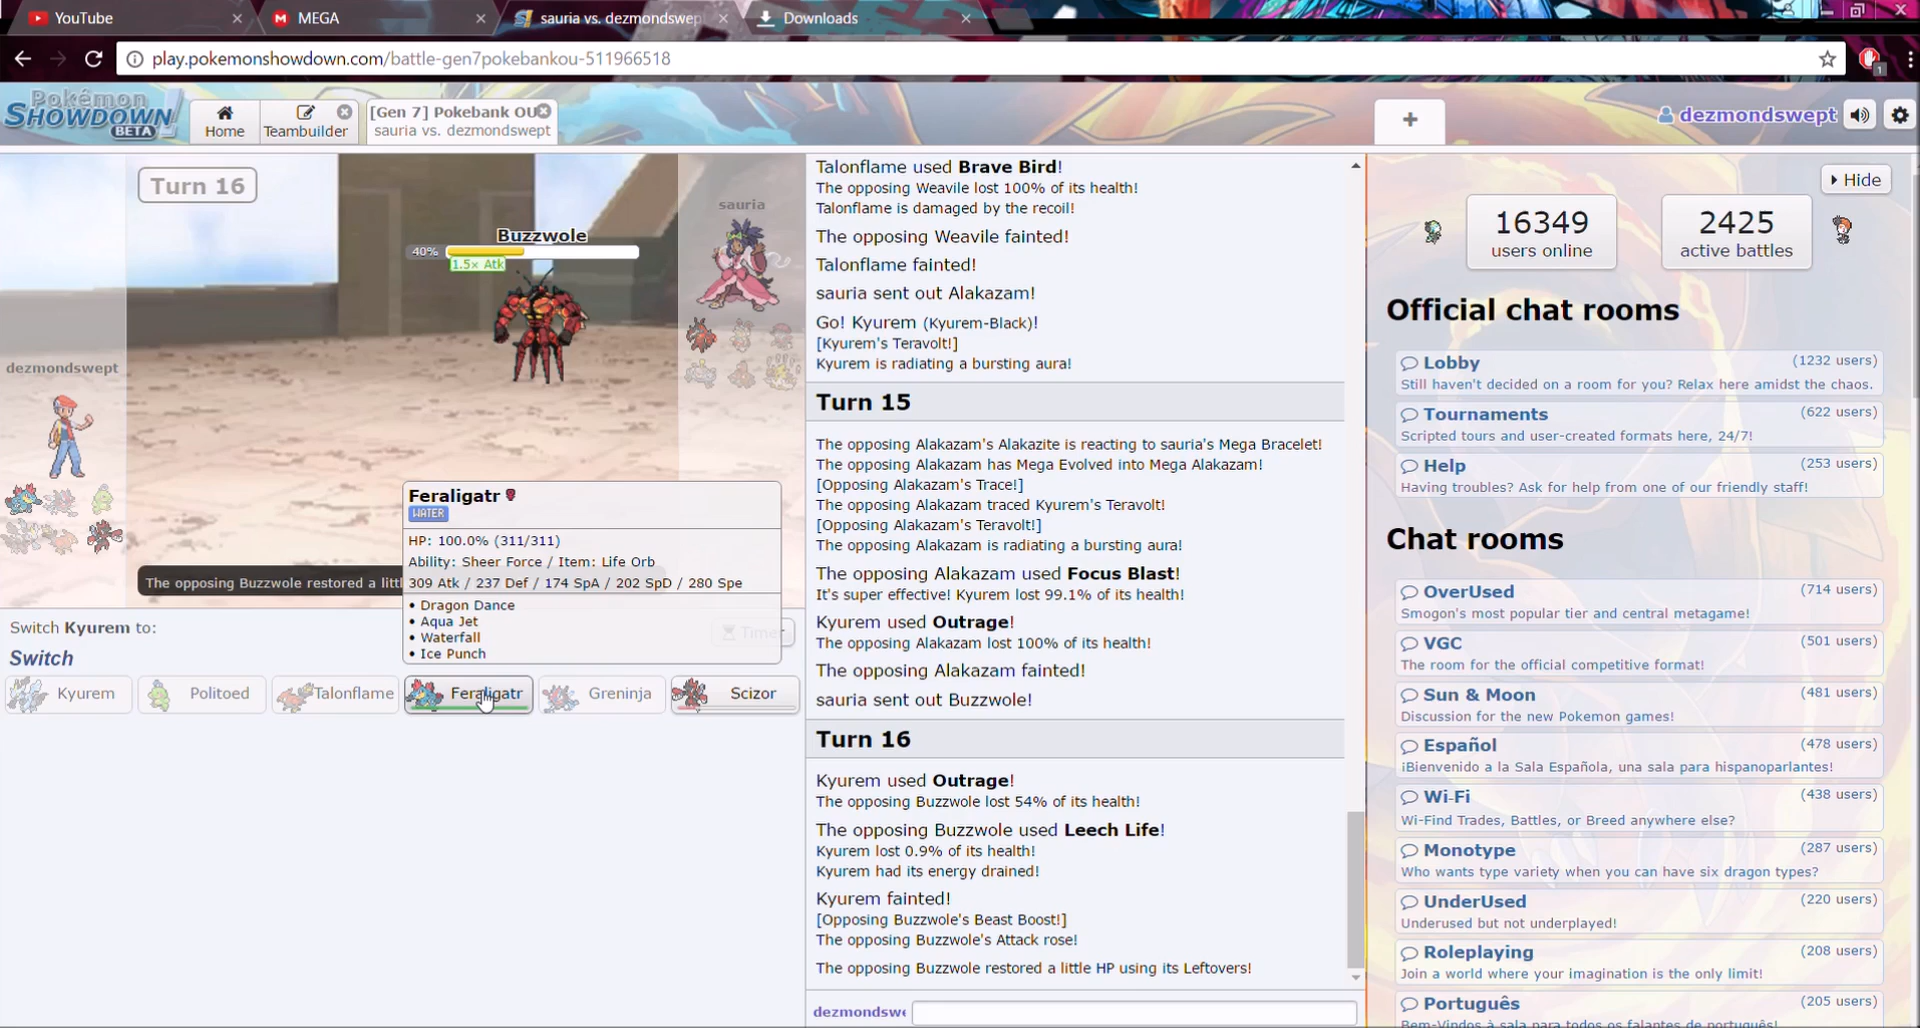 YouTube
MEGA
sauria vs. dezmondswep
Downloads
play.pokemonshowdown.com/battle-gen7pokebankou-511966518
1
Pokémon
SHOWDOWN
BETA
Home
Teambuilder
[Gen 7] Pokebank OU
sauria vs. dezmondswept
+
dezmondswept
Turn 16
Buzzwole
40%
1.5× Atk
sauria
dezmondswept
The opposing Buzzwole restored a littl
Feraligatr
WATER
HP: 100.0% (311/311)
Ability: Sheer Force / Item: Life Orb
309 Atk / 237 Def / 174 SpA / 202 SpD / 280 Spe
• Dragon Dance
• Aqua Jet
• Waterfall
• Ice Punch
Switch Kyurem to:
Timer
Switch
Kyurem
Politoed
Talonflame
Feraligatr
Greninja
Scizor
Talonflame used Brave Bird!
The opposing Weavile lost 100% of its health!
Talonflame is damaged by the recoil!
The opposing Weavile fainted!
Talonflame fainted!
sauria sent out Alakazam!
Go! Kyurem (Kyurem-Black)!
[Kyurem's Teravolt!]
Kyurem is radiating a bursting aura!
Turn 15
The opposing Alakazam's Alakazite is reacting to sauria's Mega Bracelet!
The opposing Alakazam has Mega Evolved into Mega Alakazam!
[Opposing Alakazam's Trace!]
The opposing Alakazam traced Kyurem's Teravolt!
[Opposing Alakazam's Teravolt!]
The opposing Alakazam is radiating a bursting aura!
The opposing Alakazam used Focus Blast!
It's super effective! Kyurem lost 99.1% of its health!
Kyurem used Outrage!
The opposing Alakazam lost 100% of its health!
The opposing Alakazam fainted!
sauria sent out Buzzwole!
Turn 16
Kyurem used Outrage!
The opposing Buzzwole lost 54% of its health!
The opposing Buzzwole used Leech Life!
Kyurem lost 0.9% of its health!
Kyurem had its energy drained!
Kyurem fainted!
[Opposing Buzzwole's Beast Boost!]
The opposing Buzzwole's Attack rose!
The opposing Buzzwole restored a little HP using its Leftovers!
dezmondswe
Hide
16349
users online
2425
active battles
Official chat rooms
Lobby
(1232 users)
Still haven't decided on a room for you? Relax here amidst the chaos.
Tournaments
(622 users)
Scripted tours and user-created formats here, 24/7!
Help
(253 users)
Having troubles? Ask for help from one of our friendly staff!
Chat rooms
OverUsed
(714 users)
Smogon's most popular tier and central metagame!
VGC
(501 users)
The room for the official competitive format!
Sun & Moon
(481 users)
Discussion for the new Pokemon games!
Español
(478 users)
¡Bienvenido a la Sala Española, una sala para hispanoparlantes!
Wi-Fi
(438 users)
Wi-Find Trades, Battles, or Breed anywhere else?
Monotype
(287 users)
Who wants type variety when you can have six dragon types?
UnderUsed
(220 users)
Underused but not underplayed!
Roleplaying
(208 users)
Join a world where your imagination is the only limit!
Português
(205 users)
Bem-Vindos à sala para todos os falantes de português!